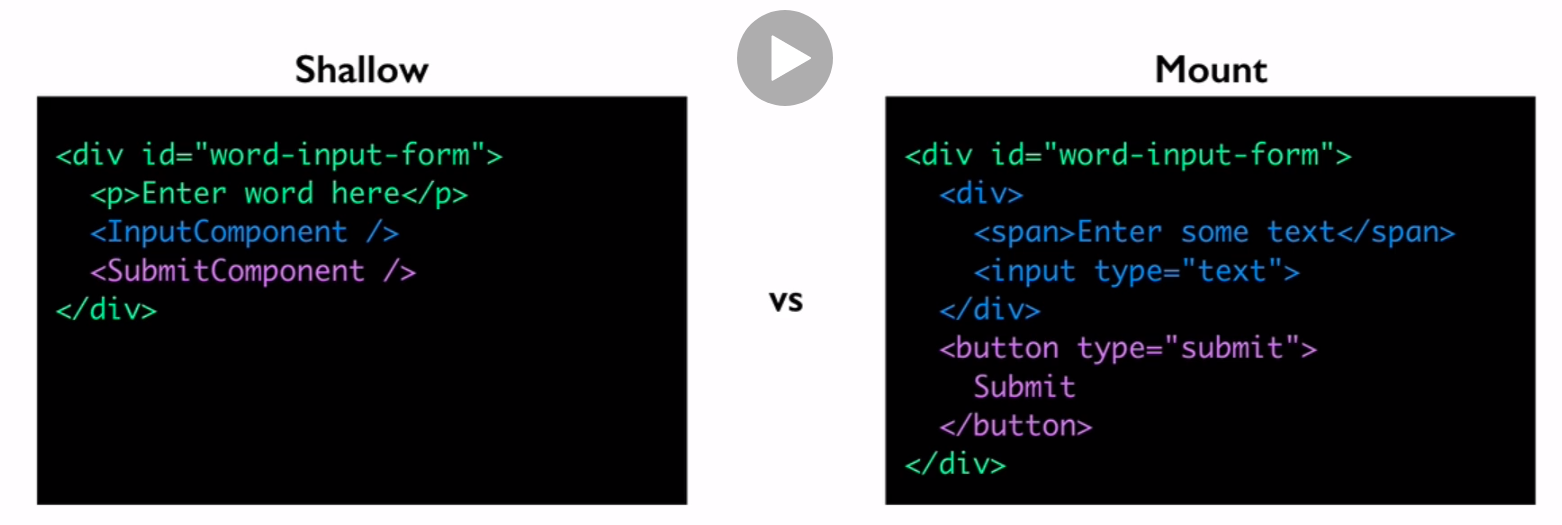 Shallow
<div id="word-input-form">
  <p>Enter word here</p>
  <InputComponent />
  <SubmitComponent />
</div>
vs
Mount
<div id="word-input-form">
  <div>
    <span>Enter some text</span>
    <input type="text">
  </div>
  <button type="submit">
    Submit
  </button>
</div>